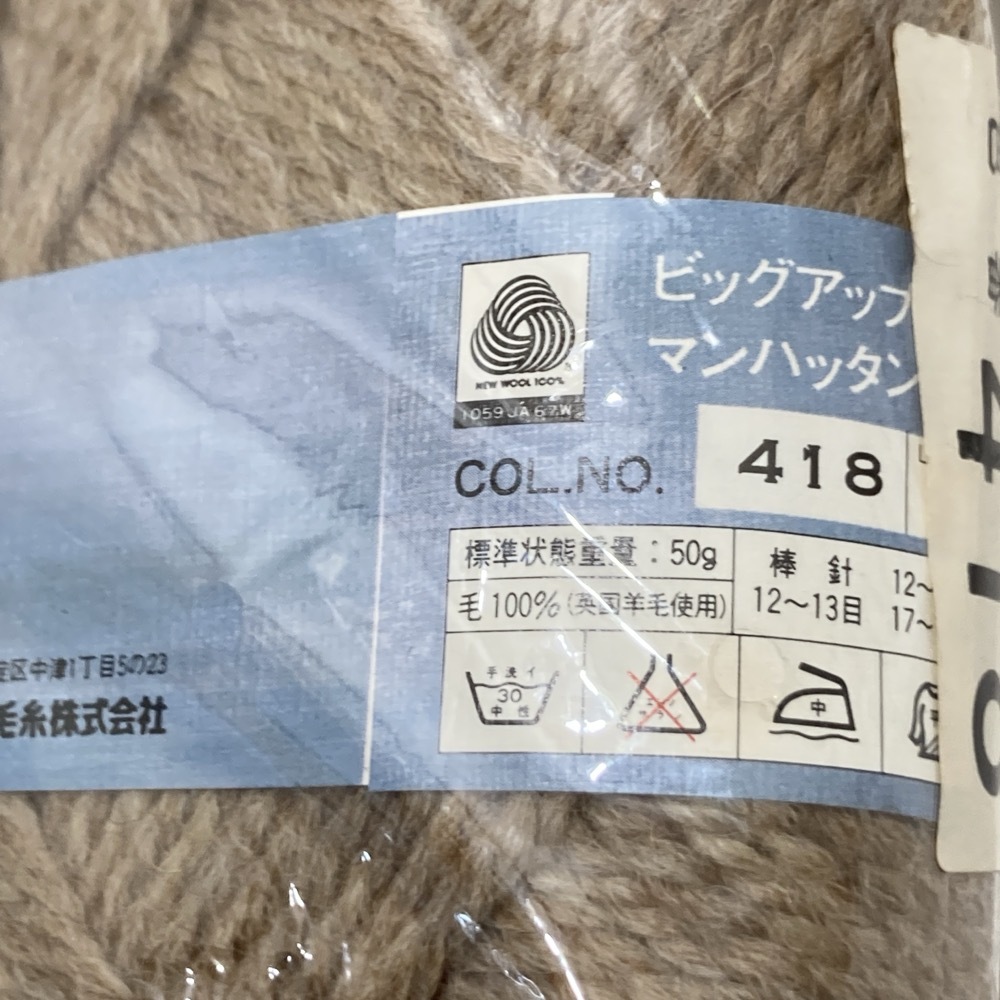 ビッグアップ
マンハッタン
NEW WOOL 100%
1059 JA 67W
COL.NO. 418
標準状態重量:50g
毛 100% (英国羊毛使用)
棒 針 12〜
12〜13目 17〜
手洗イ
30
中性
中
淀区中津1丁目5の23
毛糸株式会社